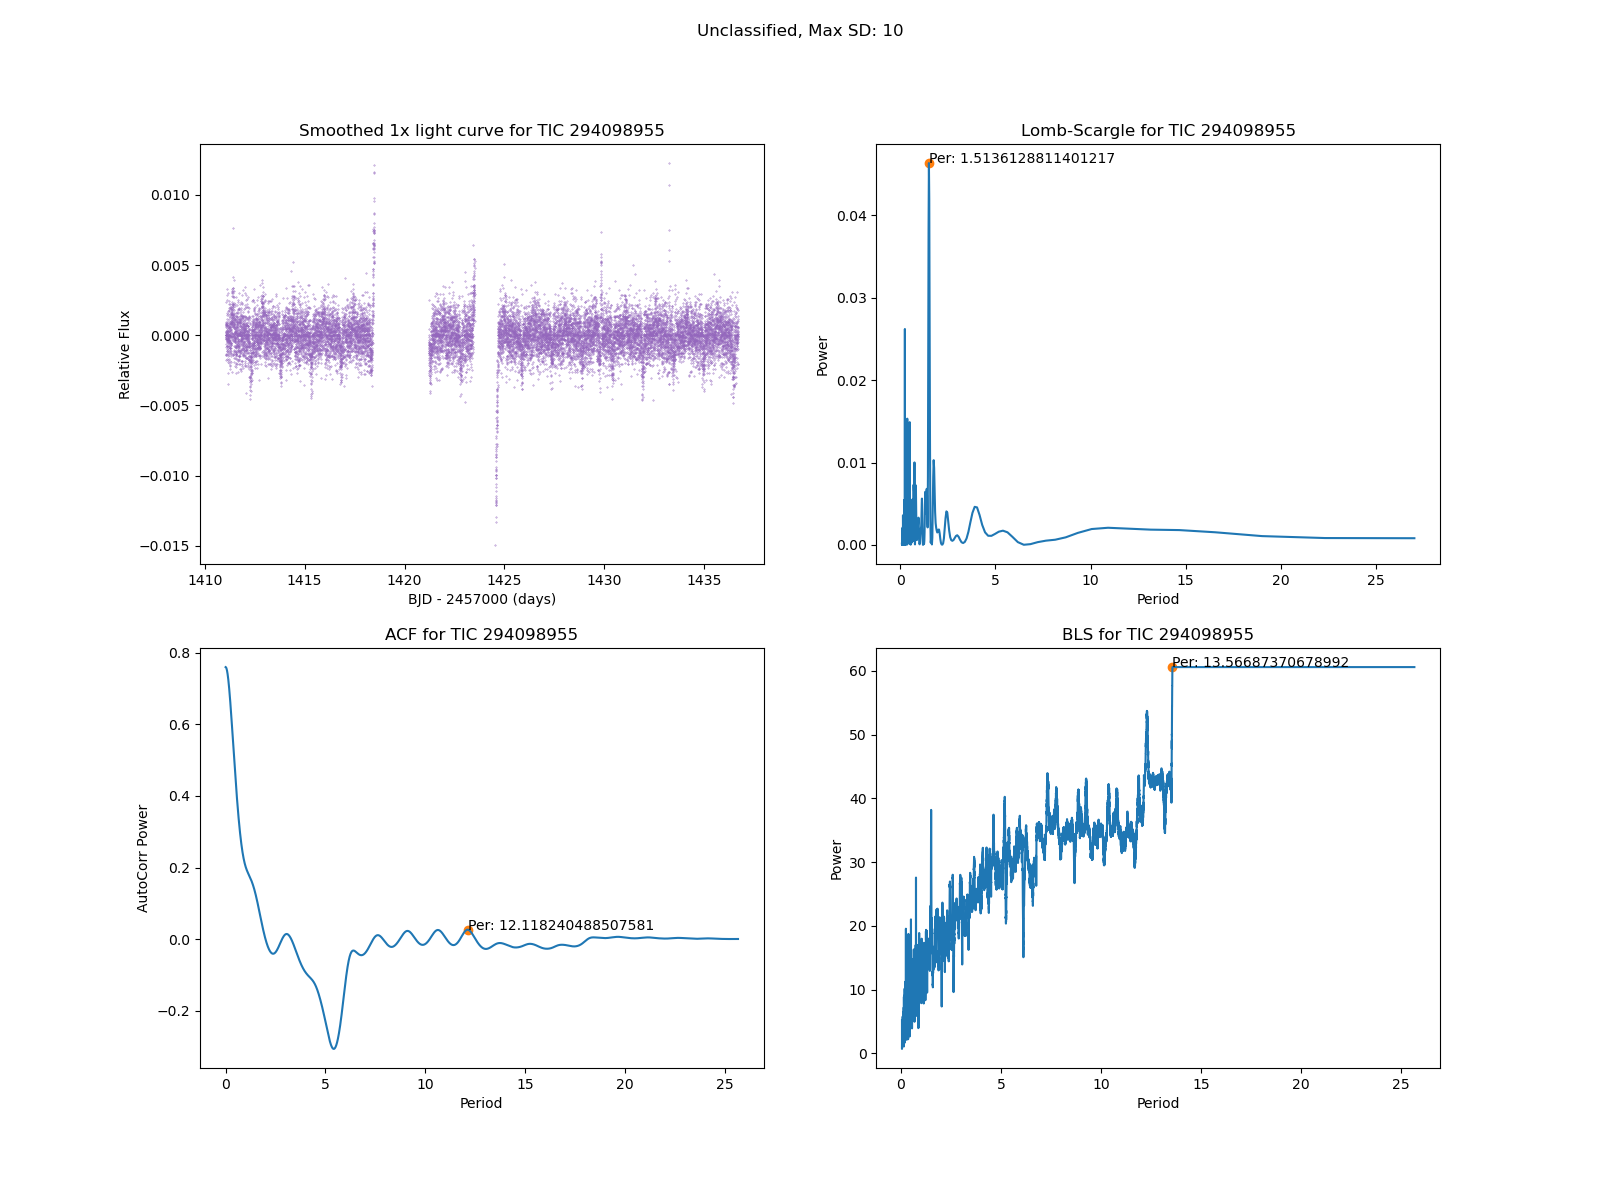 Unclassified, Max SD: 10
Smoothed 1x light curve for TIC 294098955
0.010
0.005
0.000
−0.005
−0.010
−0.015
Relative Flux
1410 1415 1420 1425 1430 1435
BJD - 2457000 (days)
Lomb-Scargle for TIC 294098955
Per: 1.5136128811401217
0.04
0.03
0.02
0.01
0.00
Power
0 5 10 15 20 25
Period
ACF for TIC 294098955
0.8
0.6
0.4
0.2
0.0
−0.2
AutoCorr Power
Per: 12.118240488507581
0 5 10 15 20 25
Period
BLS for TIC 294098955
Per: 13.56687370678992
60
50
40
30
20
10
0
Power
0 5 10 15 20 25
Period